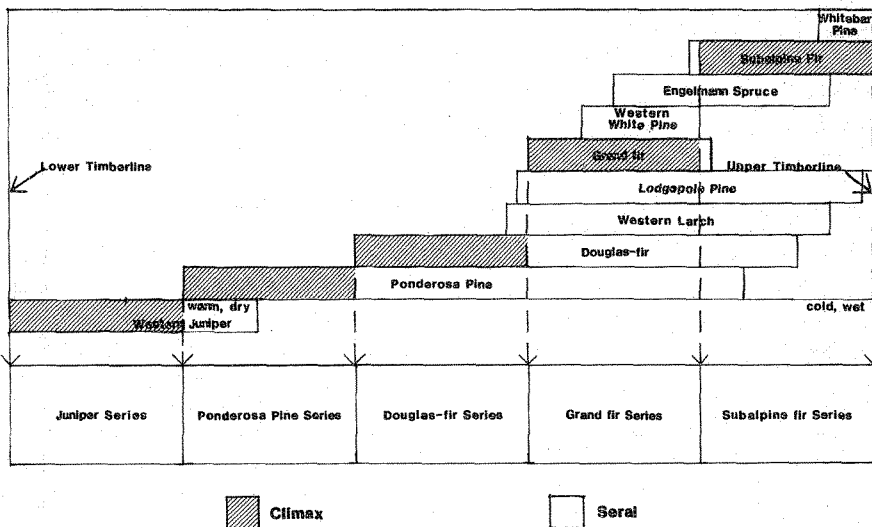 Whitebar
Pine
Subalpine Fir
Engelmann Spruce
Western
White Pine
Grand fir
Lower Timberline
Upper Timberline
Lodgepole Pine
Western Larch
Douglas-fir
Ponderosa Pine
warm, dry
cold, wet
Western Juniper
Juniper Series
Ponderosa Pine Series
Douglas-fir Series
Grand fir Series
Subalpine fir Series
Climax
Seral